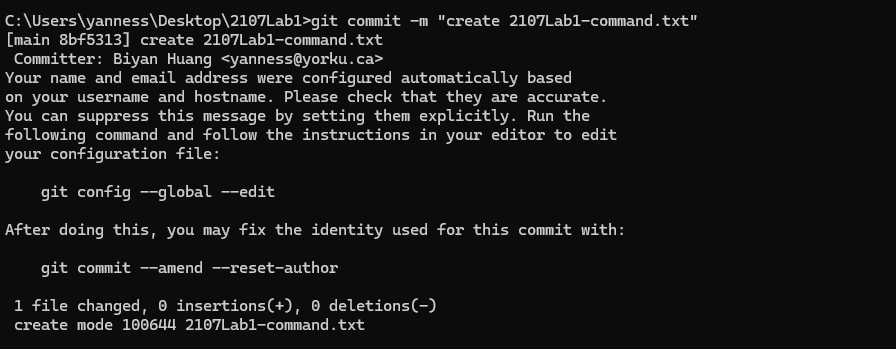 C:\Users\yanness\Desktop\2107Lab1>git commit -m "create 2107Lab1-command.txt"
[main 8bf5313] create 2107Lab1-command.txt
 Committer: Biyan Huang <yanness@yorku.ca>
Your name and email address were configured automatically based
on your username and hostname. Please check that they are accurate.
You can suppress this message by setting them explicitly. Run the
following command and follow the instructions in your editor to edit
your configuration file:

    git config --global --edit

After doing this, you may fix the identity used for this commit with:

    git commit --amend --reset-author

 1 file changed, 0 insertions(+), 0 deletions(-)
 create mode 100644 2107Lab1-command.txt